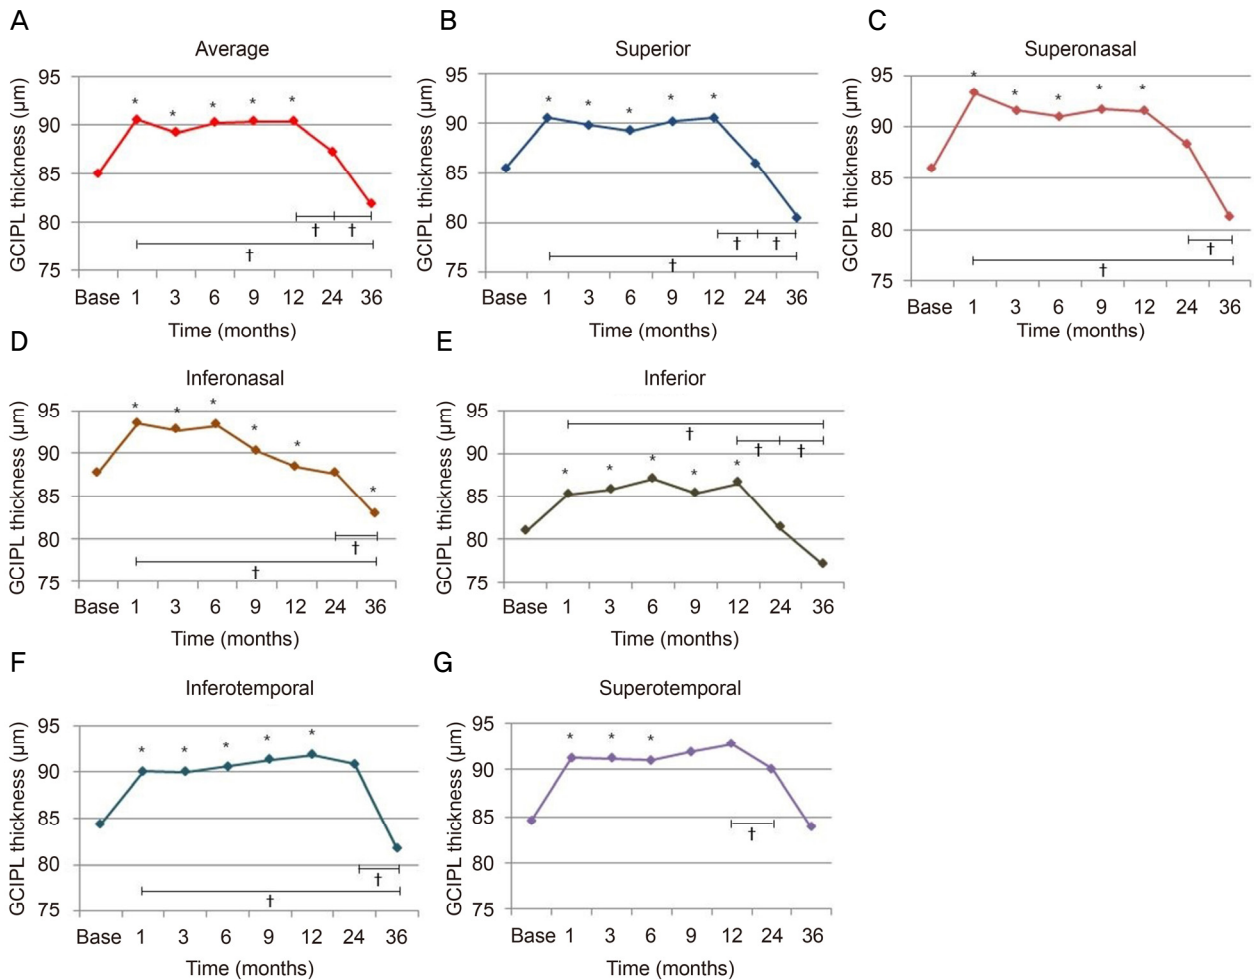 A
Average
GCIPL thickness (μm)
95
* * * * *
90
85
80
† †
†
75
Base 1 3 6 9 12 24 36
Time (months)
B
Superior
GCIPL thickness (μm)
95
* * * * *
90
85
80
† †
†
75
Base 1 3 6 9 12 24 36
Time (months)
C
Superonasal
GCIPL thickness (μm)
95
* * * * *
90
85
80
†
†
75
Base 1 3 6 9 12 24 36
Time (months)
D
Inferonasal
GCIPL thickness (μm)
95
* * * * * *
90
85
80
†
†
75
Base 1 3 6 9 12 24 36
Time (months)
E
Inferior
GCIPL thickness (μm)
95
†
† †
90
* * * * *
85
80
75
Base 1 3 6 9 12 24 36
Time (months)
F
Inferotemporal
GCIPL thickness (μm)
95
* * * * *
90
85
80
†
†
75
Base 1 3 6 9 12 24 36
Time (months)
G
Superotemporal
GCIPL thickness (μm)
95
* * *
90
85
†
80
75
Base 1 3 6 9 12 24 36
Time (months)